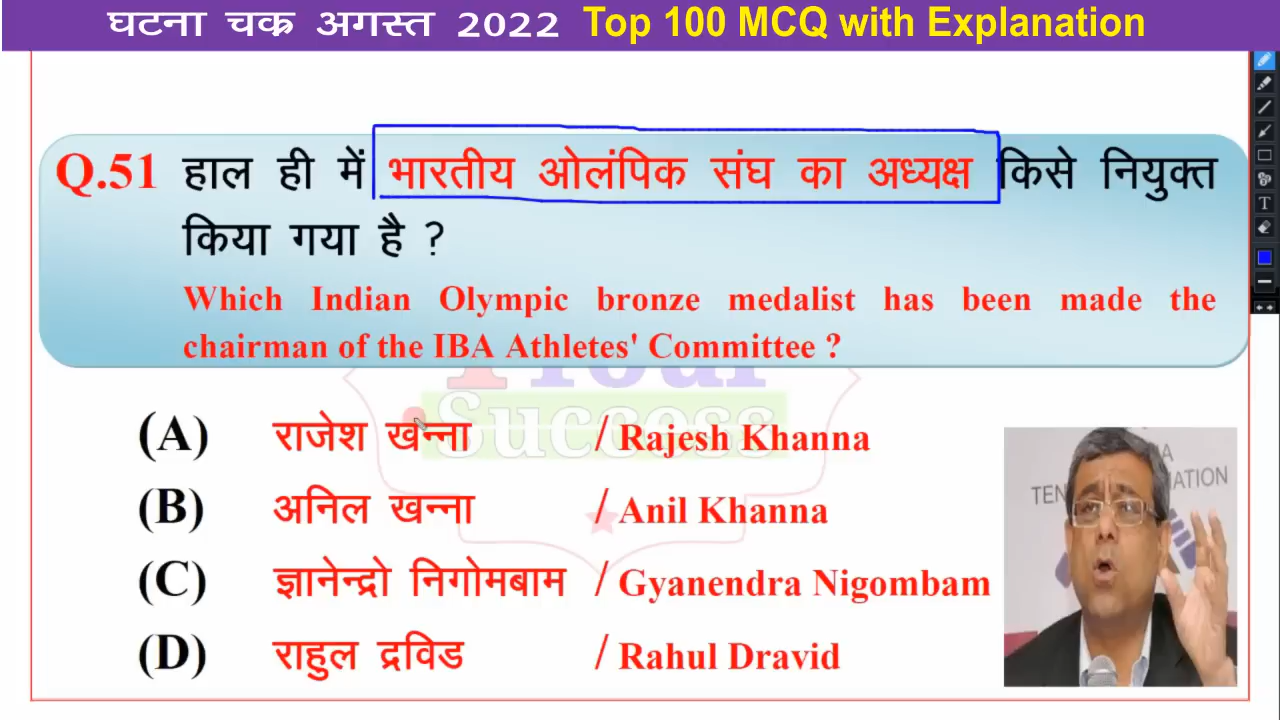 घटना चक्र अगस्त 2022 Top 100 MCQ with Explanation
Q.51 हाल ही में भारतीय ओलंपिक संघ का अध्यक्ष किसे नियुक्त
किया गया है ?
Which Indian Olympic bronze medalist has been made the
chairman of the IBA Athletes' Committee ?
Success
(A) राजेश खन्ना / Rajesh Khanna
(B) अनिल खन्ना / Anil Khanna
(C) ज्ञानेन्द्रो निगोमबाम / Gyanendra Nigombam
(D) राहुल द्रविड / Rahul Dravid